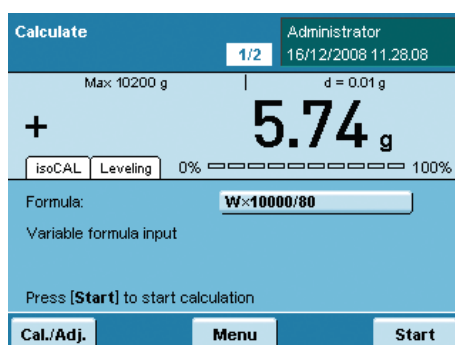 Calculate
Administrator
1/2
16/12/2008 11.28.08
Max 10200 g
d = 0.01 g
+ 5.74 g
isoCAL Leveling 0% 100%
Formula: W×10000/80
Variable formula input
Press [Start] to start calculation
Cal./Adj. Menu Start